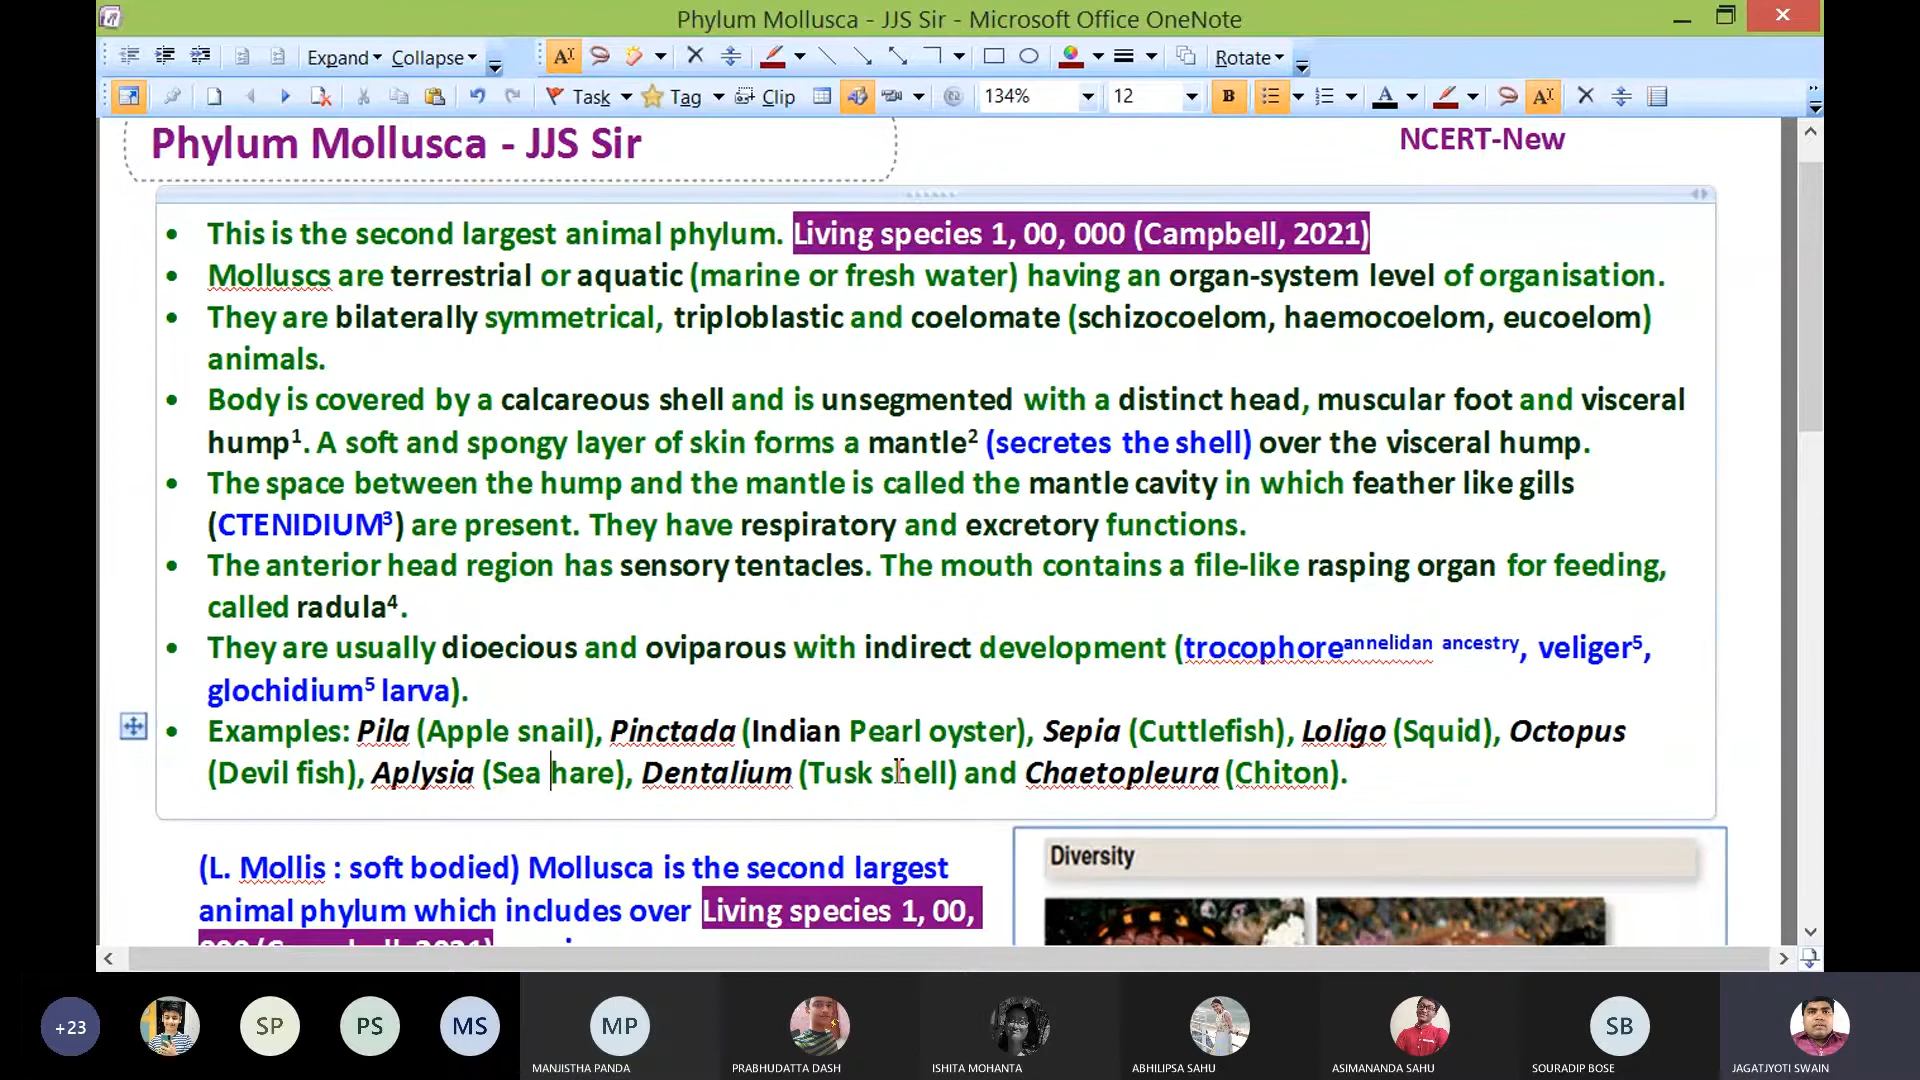 Phylum Mollusca - JJS Sir - Microsoft Office OneNote
Expand Collapse Rotate
Task Tag Clip 134% 12 B A
Phylum Mollusca - JJS Sir
NCERT-New
• This is the second largest animal phylum. Living species 1, 00, 000 (Campbell, 2021)
• Molluscs are terrestrial or aquatic (marine or fresh water) having an organ-system level of organisation.
• They are bilaterally symmetrical, triploblastic and coelomate (schizocoelom, haemocoelom, eucoelom)
animals.
• Body is covered by a calcareous shell and is unsegmented with a distinct head, muscular foot and visceral
hump¹. A soft and spongy layer of skin forms a mantle² (secretes the shell) over the visceral hump.
• The space between the hump and the mantle is called the mantle cavity in which feather like gills
(CTENIDIUM³) are present. They have respiratory and excretory functions.
• The anterior head region has sensory tentacles. The mouth contains a file-like rasping organ for feeding,
called radula⁴.
• They are usually dioecious and oviparous with indirect development (trocophore annelidan ancestry, veliger⁵,
glochidium⁵ larva).
• Examples: Pila (Apple snail), Pinctada (Indian Pearl oyster), Sepia (Cuttlefish), Loligo (Squid), Octopus
(Devil fish), Aplysia (Sea hare), Dentalium (Tusk shell) and Chaetopleura (Chiton).
(L. Mollis : soft bodied) Mollusca is the second largest
animal phylum which includes over Living species 1, 00,
Diversity
+23 SP PS MS MP SB
MANJISTHA PANDA PRABHUDATTA DASH ISHITA MOHANTA ABHILIPSA SAHU ASIMANANDA SAHU SOURADIP BOSE JAGATJYOTI SWAIN